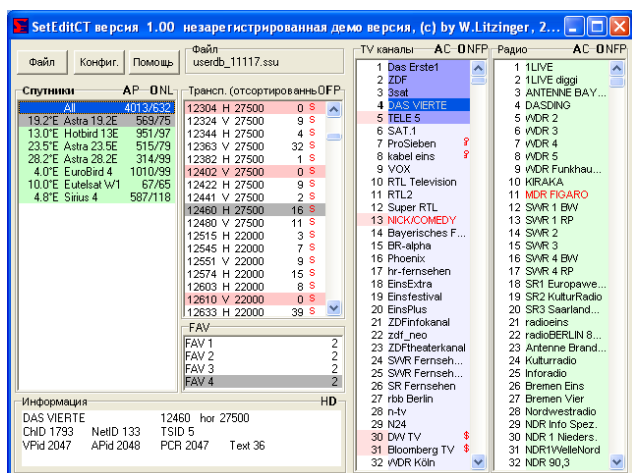 SetEditCT версия 1.00 незарегистрированная демо версия, (c) by W.Litzinger, 2...
Файл Конфиг. Помощь
Файл
userdb_11117.ssu
Спутники AP ONL
All 4013/632
19.2°E Astra 19.2E 569/75
13.0°E Hotbird 13E 951/97
23.5°E Astra 23.5E 515/79
28.2°E Astra 28.2E 314/99
4.0°E EuroBird 4 1010/99
10.0°E Eutelsat W1 67/65
4.8°E Sirius 4 587/118
Трансп. (отсортированнь OFP
12304 H 27500 0 S
12324 V 27500 9 S
12344 H 27500 4 S
12363 V 27500 32 S
12382 H 27500 1 S
12402 V 27500 0 S
12422 H 27500 9 S
12441 V 27500 2 S
12460 H 27500 16 S
12480 V 27500 11 S
12515 H 22000 3 S
12545 H 22000 7 S
12551 V 22000 9 S
12574 H 22000 15 S
12603 H 22000 8 S
12610 V 22000 0 S
12633 H 22000 39 S
FAV
FAV 1 2
FAV 2 2
FAV 3 2
FAV 4 2
Информация HD
DAS VIERTE 12460 hor 27500
ChID 1793 NetID 133 TSID 5
VPid 2047 APid 2048 PCR 2047 Text 36
TV каналы AC ONFP
1 Das Erste1
2 ZDF
3 3sat
4 DAS VIERTE
5 TELE 5
6 SAT.1
7 ProSieben
8 kabel eins
9 VOX
10 RTL Television
11 RTL2
12 Super RTL
13 NICK/COMEDY
14 Bayerisches F...
15 BR-alpha
16 Phoenix
17 hr-fernsehen
18 EinsExtra
19 Einsfestival
20 EinsPlus
21 ZDFinfokanal
22 zdf_neo
23 ZDFtheaterkanal
24 SWR Fernseh...
25 SWR Fernseh...
26 SR Fernsehen
27 rbb Berlin
28 n-tv
29 N24
30 DW TV $
31 Bloomberg TV $
32 WDR Köln
Радио AC ONFP
1 1LIVE
2 1LIVE diggi
3 ANTENNE BAY...
4 DASDING
5 WDR 2
6 WDR 3
7 WDR 4
8 WDR 5
9 WDR Funkhau...
10 KIRAKA
11 MDR FIGARO
12 SWR 1 BW
13 SWR 1 RP
14 SWR 2
15 SWR 3
16 SWR 4 BW
17 SWR 4 RP
18 SR1 Europawe...
19 SR2 KulturRadio
20 SR3 Saarland...
21 radioeins
22 radioBERLIN 8...
23 Antenne Brand...
24 Kulturradio
25 Inforadio
26 Bremen Eins
27 Bremen Vier
28 Nordwestradio
29 NDR Info Spez.
30 NDR 1 Nieders.
31 NDR1WelleNord
32 NDR 90,3